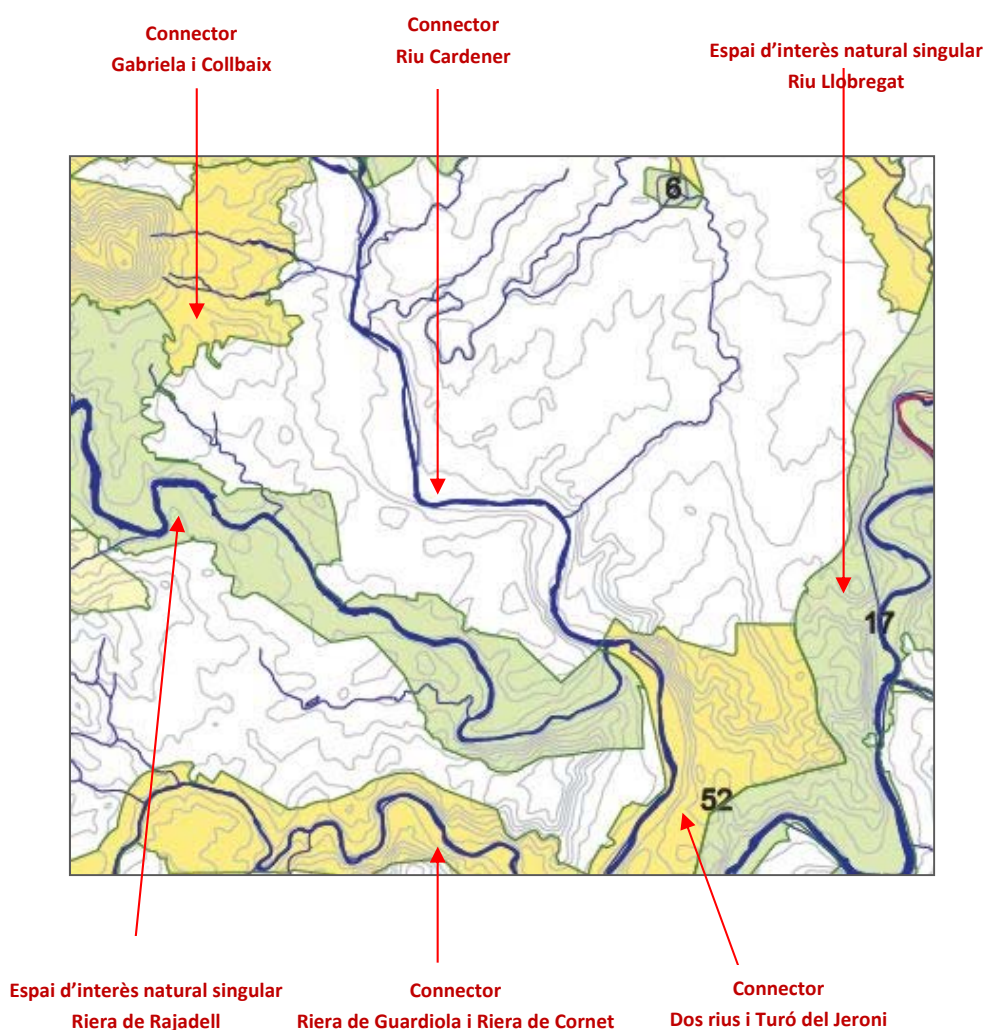 Connector
Gabriela i Collbaix
Connector
Riu Cardener
Espai d'interès natural singular
Riu Llobregat
6
17
52
Espai d'interès natural singular
Riera de Rajadell
Connector
Riera de Guardiola i Riera de Cornet
Connector
Dos rius i Turó del Jeroni